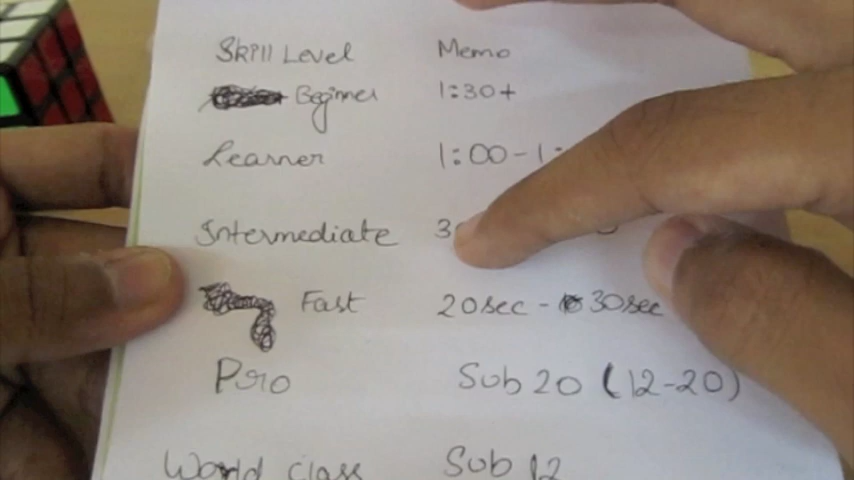 Skill Level Memo
Beginner 1:30+
Learner 1:00-1:
Intermediate 3
Fast 20sec - 30sec
Pro Sub 20 (12-20)
World class Sub 12